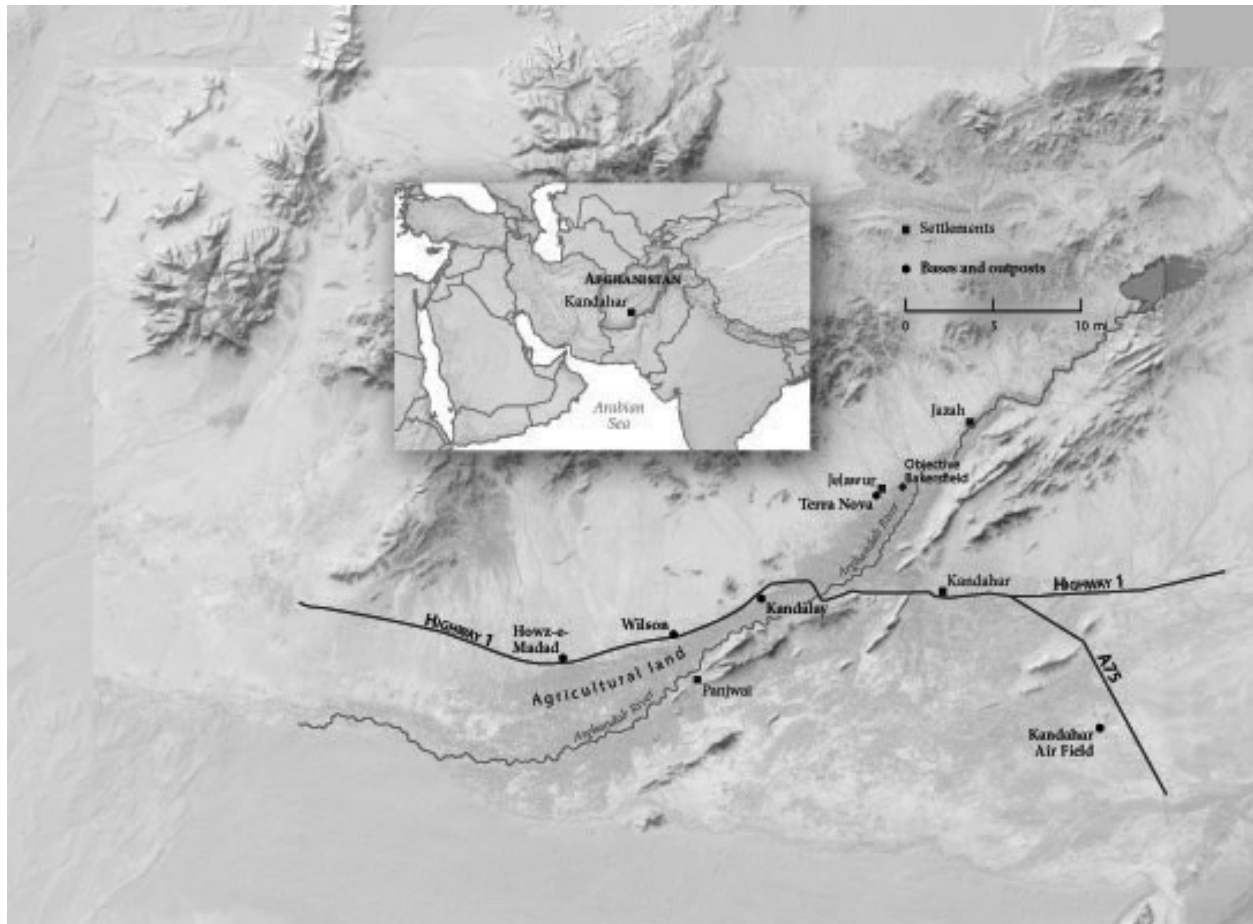 Settlements
Bases and outposts
0 5 10 mi
AFGHANISTAN
Kandahar
Arabian
Sea
Jazah
Objective
Bakersfield
Jelawur
Terra Nova
Arghandab River
Kandahar
HIGHWAY 1
Kandalay
HIGHWAY 1
Howz-e-
Madad
Wilson
Agricultural land
Panjwai
Arghandab River
A75
Kandahar
Air Field